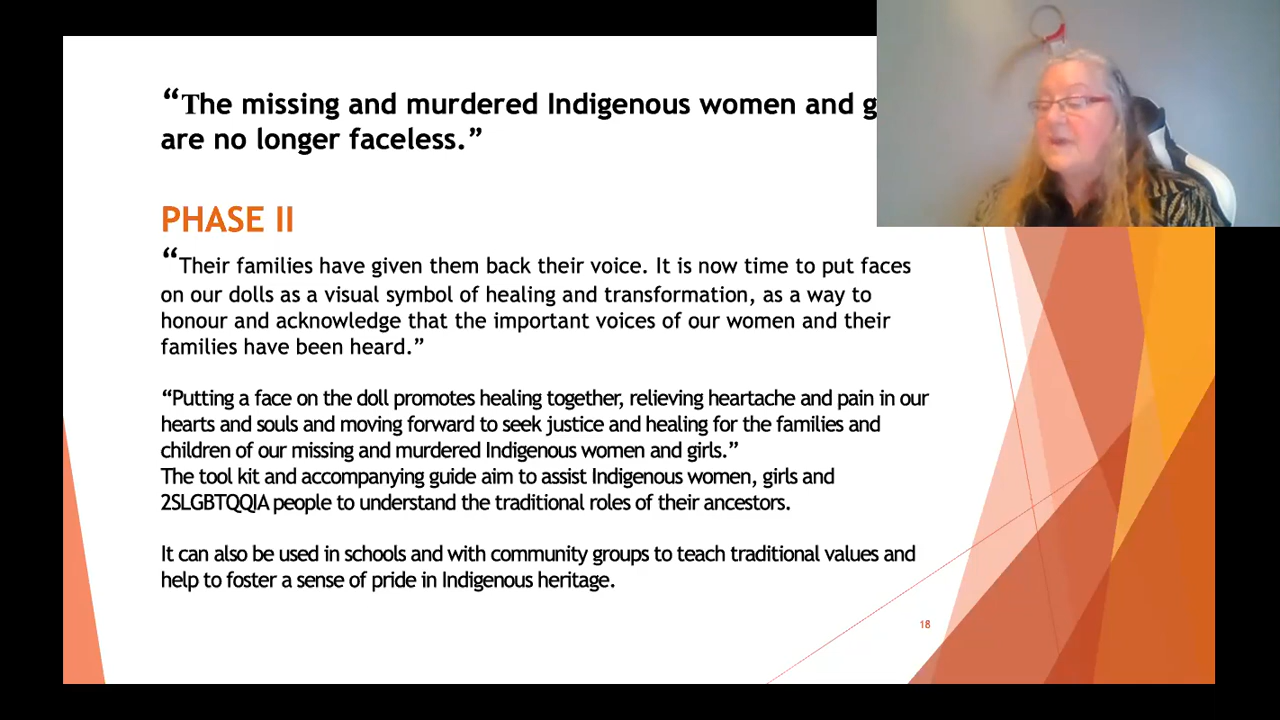 “The missing and murdered Indigenous women and
are no longer faceless.”
PHASE II
“Their families have given them back their voice. It is now time to put faces
on our dolls as a visual symbol of healing and transformation, as a way to
honour and acknowledge that the important voices of our women and their
families have been heard.”
“Putting a face on the doll promotes healing together, relieving heartache and pain in our
hearts and souls and moving forward to seek justice and healing for the families and
children of our missing and murdered Indigenous women and girls.”
The tool kit and accompanying guide aim to assist Indigenous women, girls and
2SLGBTQQIA people to understand the traditional roles of their ancestors.
It can also be used in schools and with community groups to teach traditional values and
help to foster a sense of pride in Indigenous heritage.
18